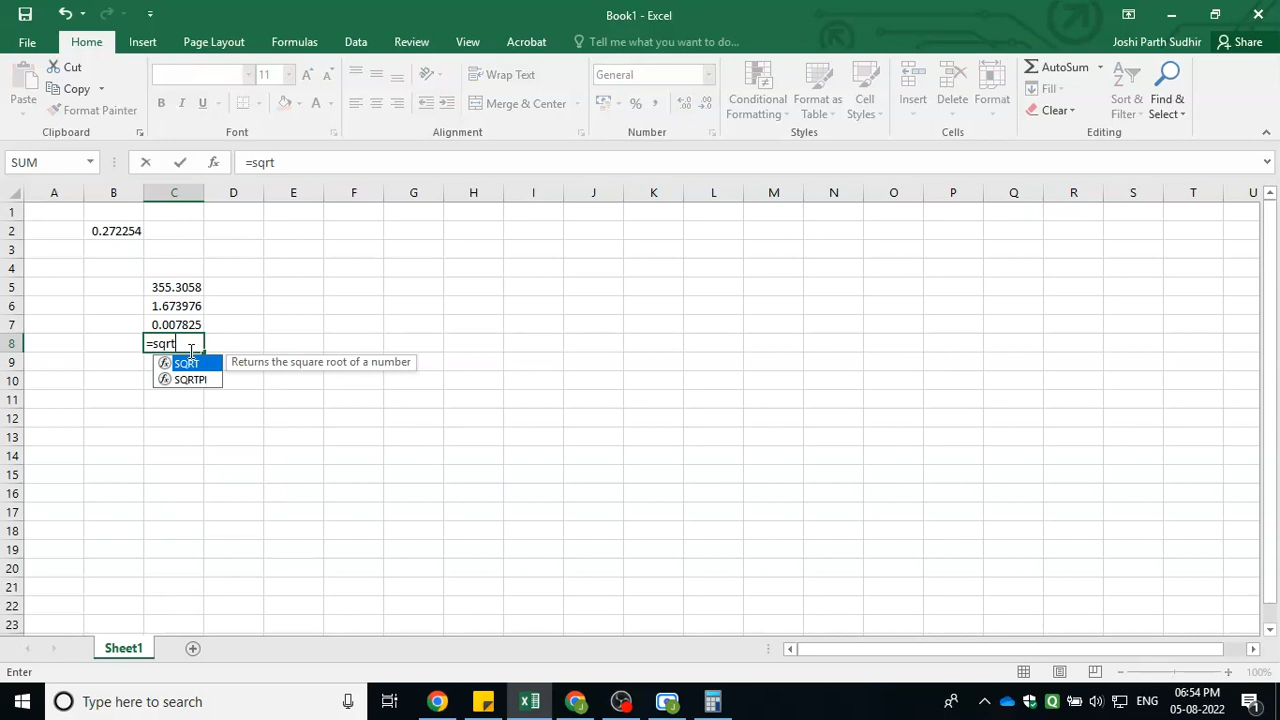 Book1 - Excel
File Home Insert Page Layout Formulas Data Review View Acrobat Tell me what you want to do... Joshi Parth Sudhir Share
Paste
Cut
Copy
Format Painter
Clipboard
11
A A
B I U A
Font
Wrap Text
Merge & Center
Alignment
General
% ,
Number
Conditional Formatting
Format as Table
Cell Styles
Styles
Insert
Delete
Format
Cells
AutoSum
Fill
Clear
Sort & Filter
Find & Select
Editing
SUM fx =sqrt
A B C D E F G H I J K L M N O P Q R S T U
1
2 0.272254
3
4
5 355.3058
6 1.673976
7 0.007825
8 =sqrt
9 SQRT Returns the square root of a number
10 SQRTPI
11
12
13
14
15
16
17
18
19
20
21
22
23
Sheet1
Enter 100%
Type here to search ENG 06:54 PM
05-08-2022 1